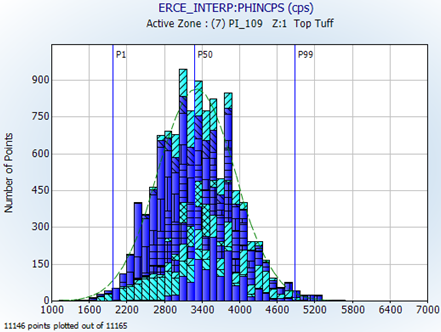 ERCE_INTERP:PHINCPS (cps)
Active Zone : (7) PI_109 Z:1 Top Tuff
P1 P50 P99
Number of Points
900
750
600
450
300
150
0
1000 1600 2200 2800 3400 4000 4600 5200 5800 6400 7000
11146 points plotted out of 11165